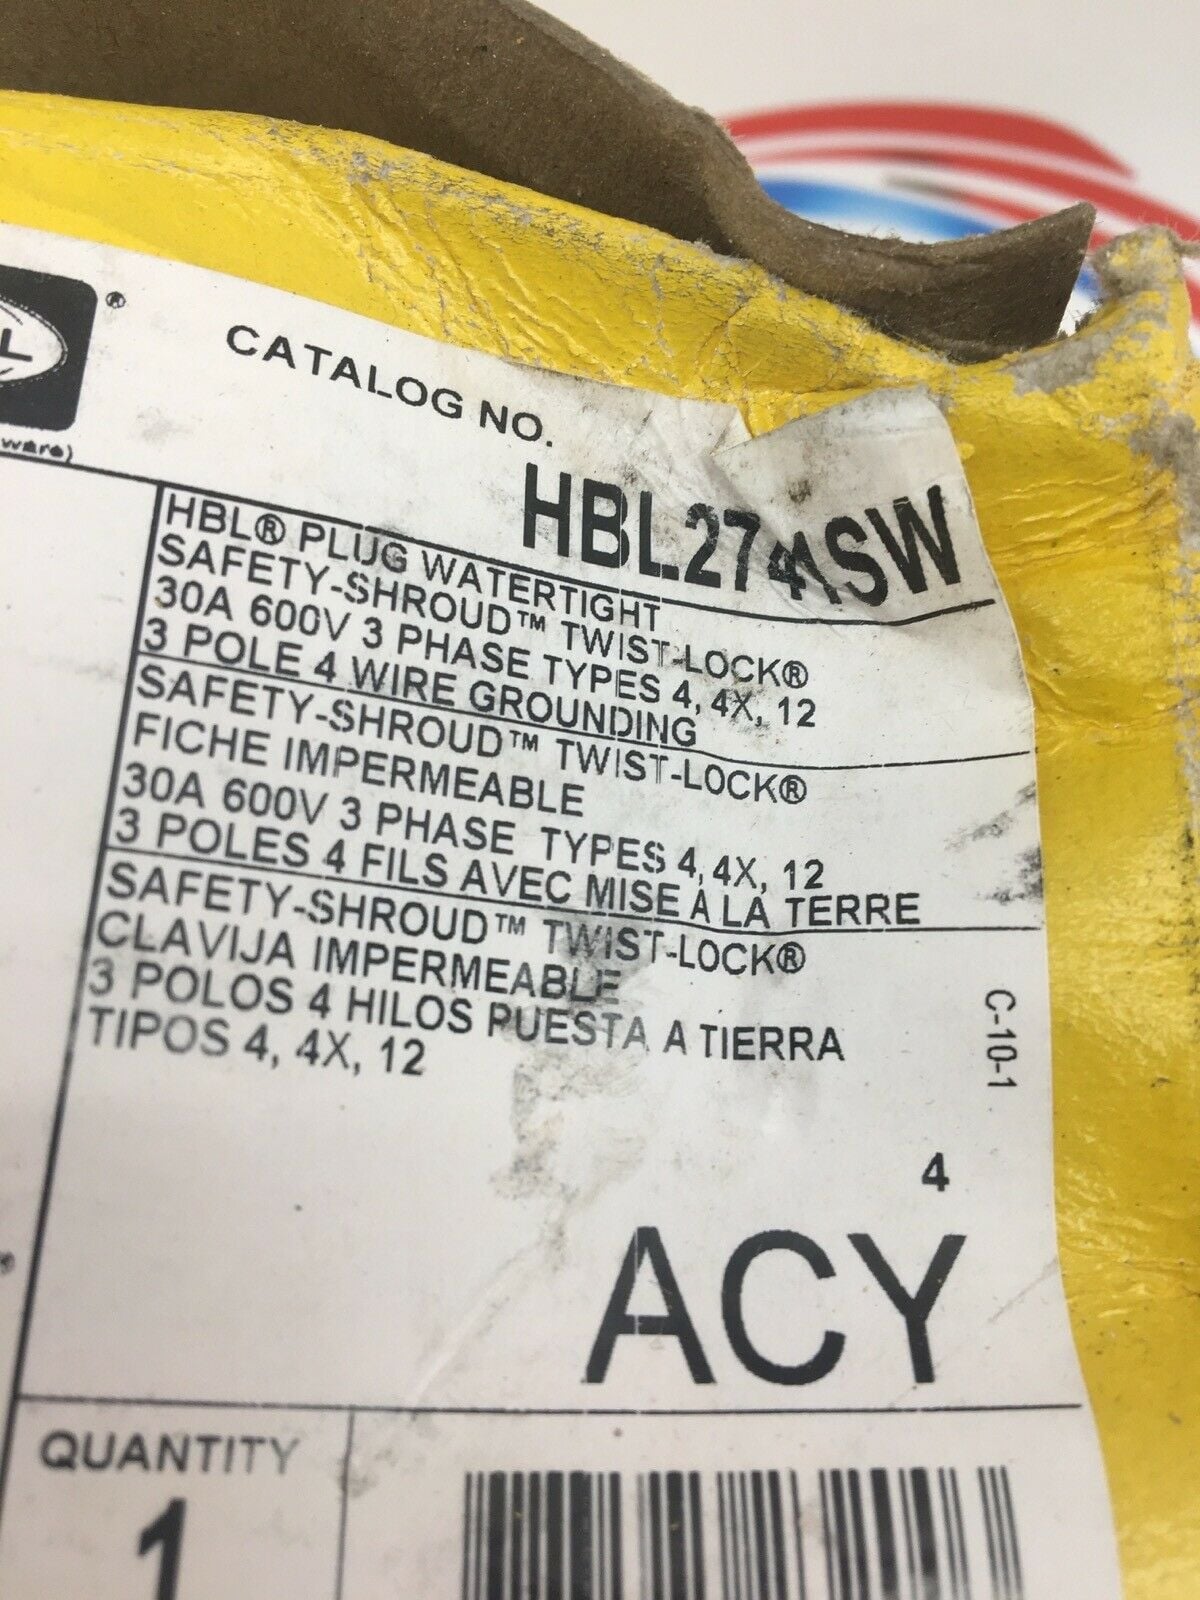 L ®
CATALOG NO.
HBL2741SW
HBL® PLUG WATERTIGHT
SAFETY-SHROUD™ TWIST-LOCK®
30A 600V 3 PHASE TYPES 4, 4X, 12
3 POLE 4 WIRE GROUNDING
SAFETY-SHROUD™ TWIST-LOCK®
FICHE IMPERMEABLE
30A 600V 3 PHASE TYPES 4, 4X, 12
3 POLES 4 FILS AVEC MISE A LA TERRE
SAFETY-SHROUD™ TWIST-LOCK®
CLAVIJA IMPERMEABLE
3 POLOS 4 HILOS PUESTA A TIERRA
TIPOS 4, 4X, 12
C-10-1
4
ACY
QUANTITY
1